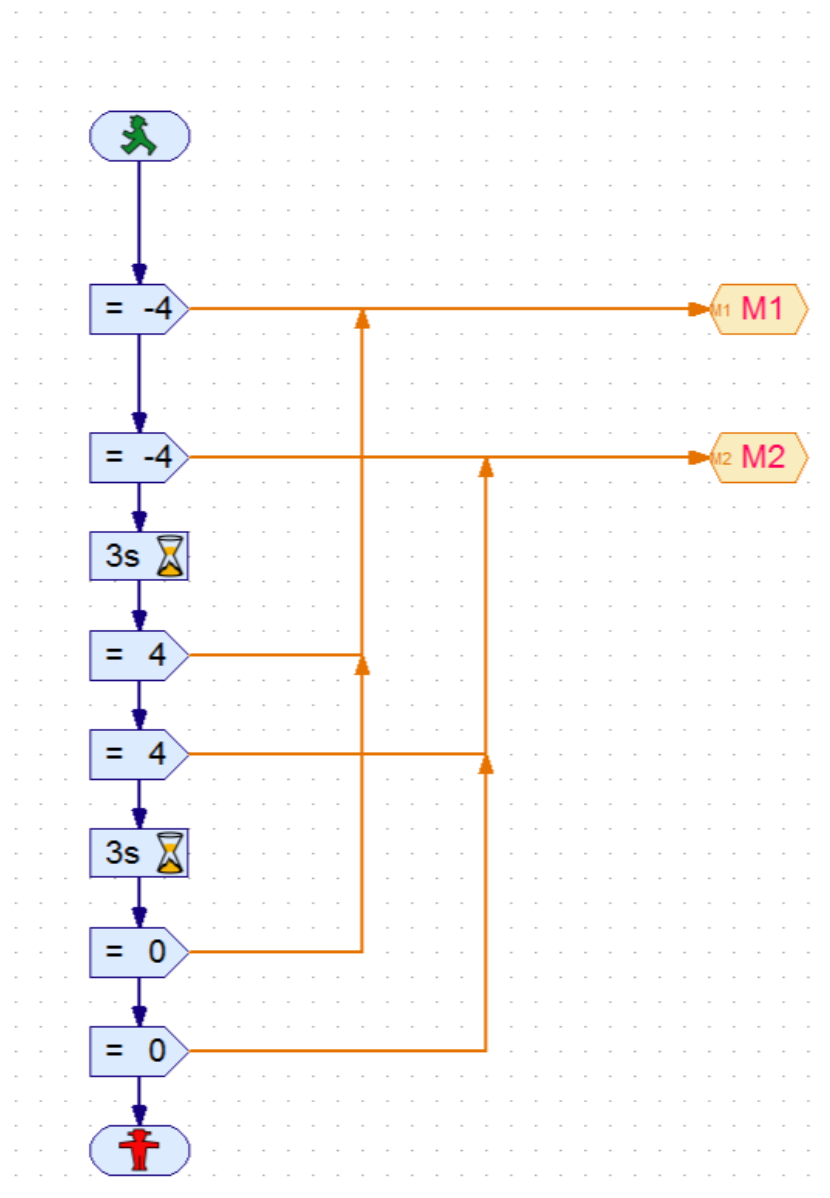 = -4
M1 M1
= -4
M2 M2
3s
= 4
= 4
3s
= 0
= 0